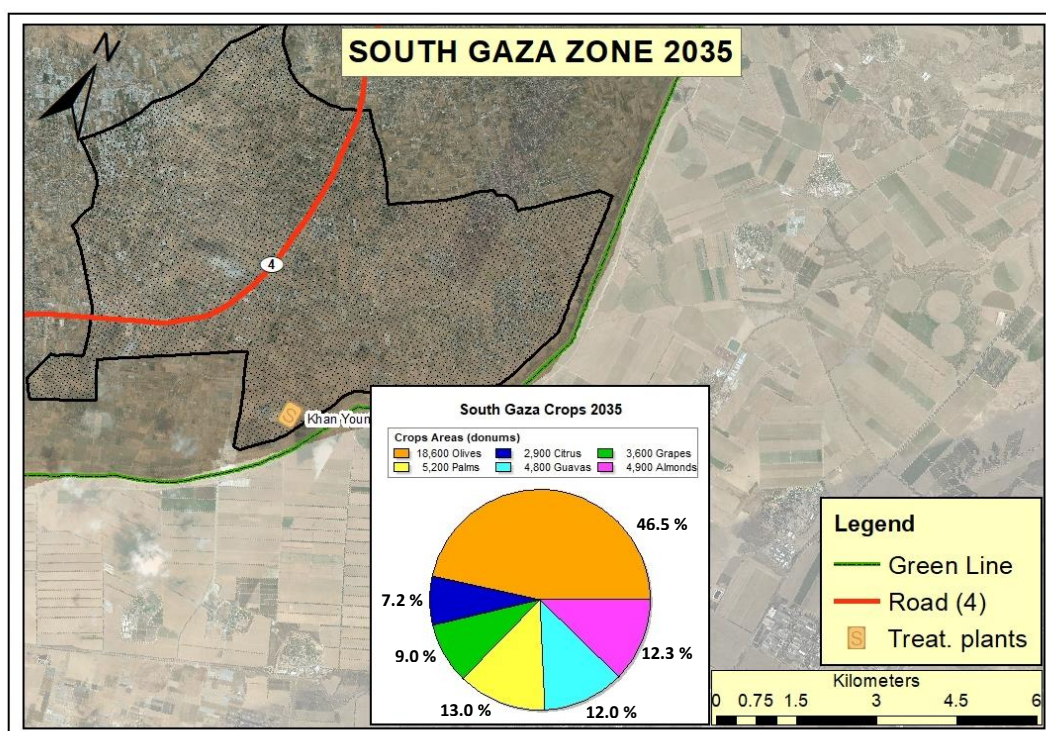 N
SOUTH GAZA ZONE 2035
4
S
Khan Youn
South Gaza Crops 2035
Crops Areas (donums)
18,600 Olives 2,900 Citrus 3,600 Grapes
5,200 Palms 4,800 Guavas 4,900 Almonds
46.5 %
7.2 %
9.0 %
12.3 %
13.0 %
12.0 %
Legend
Green Line
Road (4)
S Treat. plants
Kilometers
0 0.75 1.5 3 4.5 6